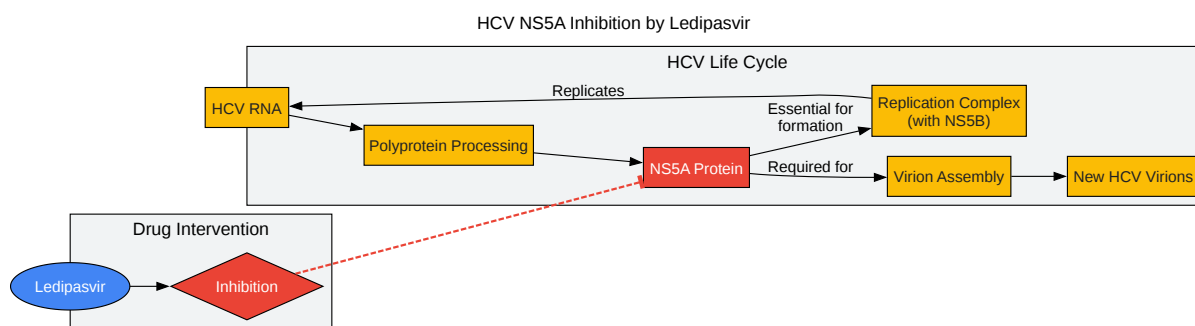 HCV NS5A Inhibition by Ledipasvir
HCV Life Cycle
HCV RNA
Replicates
Replication Complex
(with NS5B)
Essential for
formation
Polyprotein Processing
NS5A Protein
Required for
Virion Assembly
New HCV Virions
Drug Intervention
Ledipasvir
Inhibition